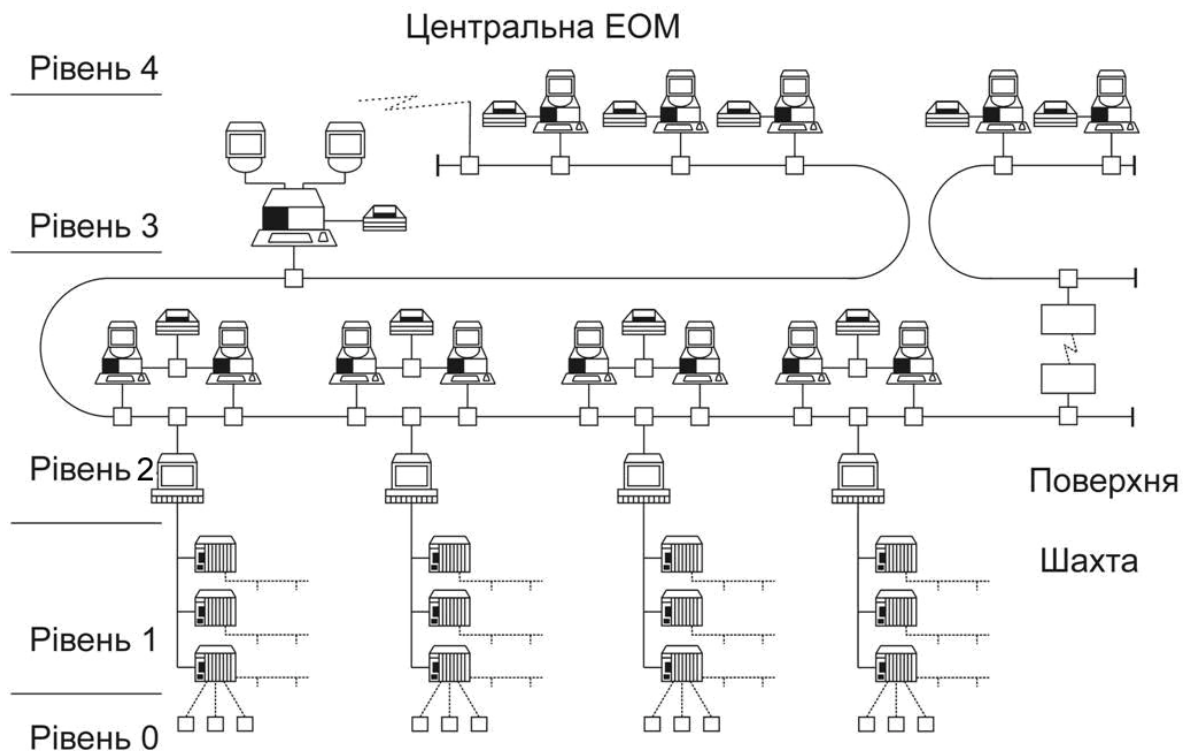 Центральна ЕОМ
Рівень 4
Рівень 3
Рівень 2
Поверхня
Шахта
Рівень 1
Рівень 0